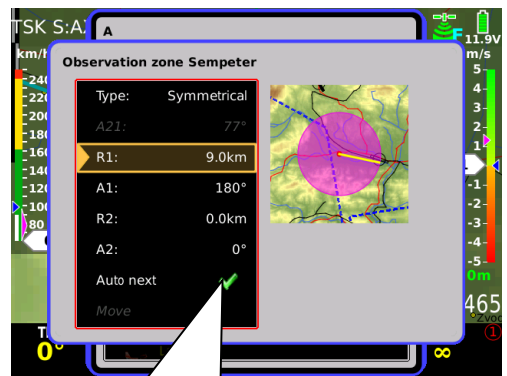 TSK S:A
A
F
11.9V
km/h
m/s
Observation zone Sempeter
Type: Symmetrical
A21: 77°
R1: 9.0km
A1: 180°
R2: 0.0km
A2: 0°
Auto next
Move
240
220
200
180
160
140
120
100
80
5
4
3
2
1
-1
-2
-3
-4
-5
0m
465
Zvoc
1
0°
∞